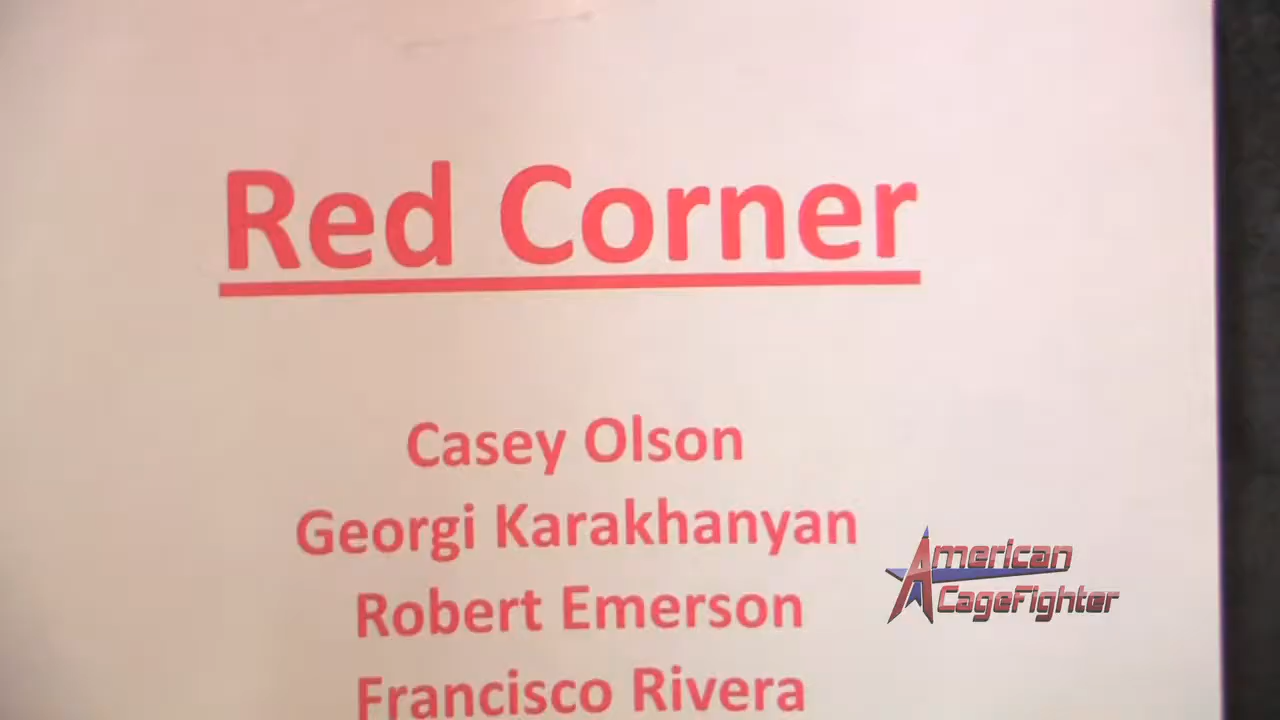 Red Corner
Casey Olson
Georgi Karakhanyan
Robert Emerson
American
CageFighter
Francisco Rivera